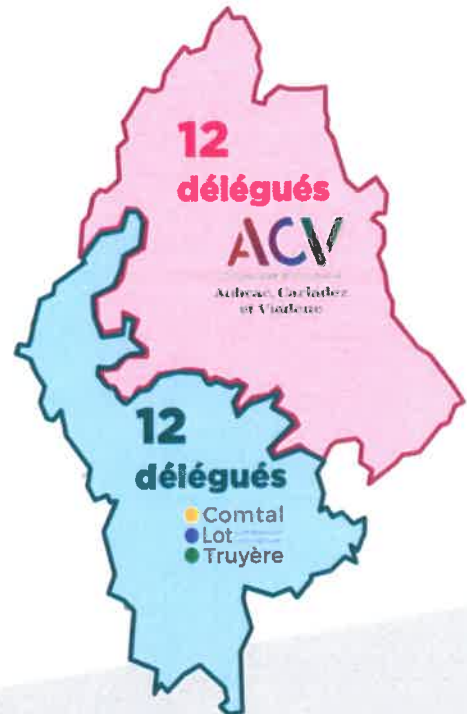 12
délégués
ACV
Aubrac, Carladez
et Viadène
12
délégués
Comtal
Lot
Truyère